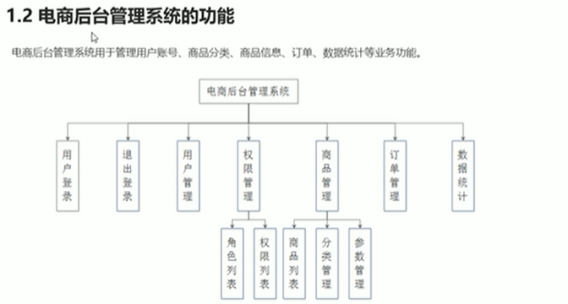 1.2 电商后台管理系统的功能
电商后台管理系统用于管理用户账号、商品分类、商品信息、订单、数据统计等业务功能。
电商后台管理系统
用户登录
退出登录
用户管理
权限管理
商品管理
订单管理
数据统计
角色列表
权限列表
商品列表
分类管理
参数管理